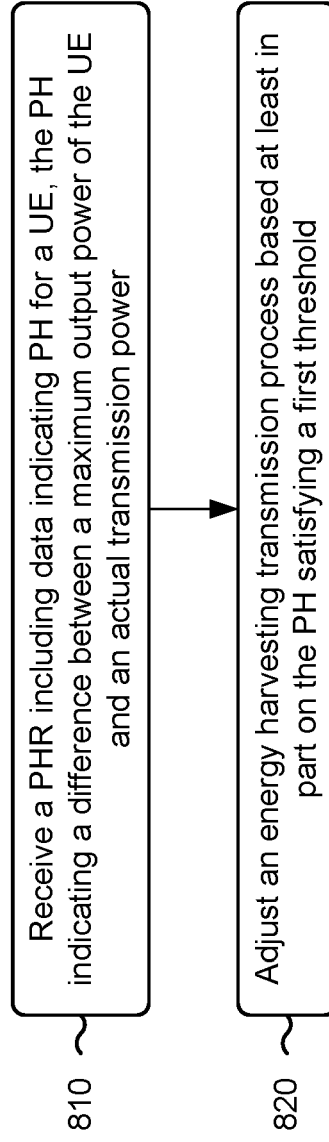 810
Receive a PHR including data indicating PH for a UE, the PH
indicating a difference between a maximum output power of the UE
and an actual transmission power
820
Adjust an energy harvesting transmission process based at least in
part on the PH satisfying a first threshold